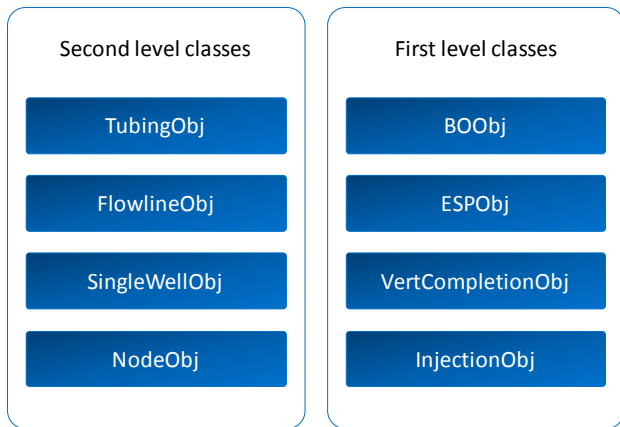 Second level classes
TubingObj
FlowlineObj
SingleWellObj
NodeObj
First level classes
BOObj
ESPObj
VertCompletionObj
InjectionObj